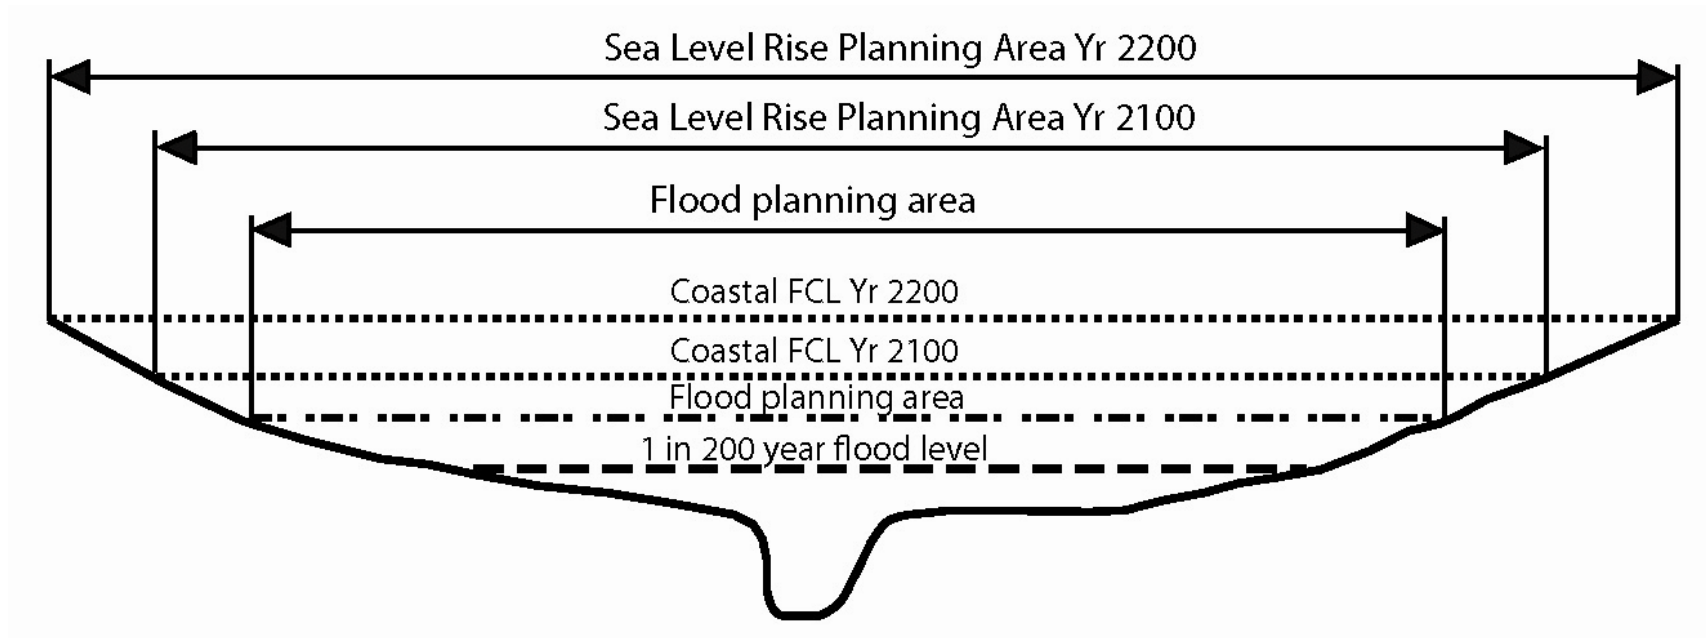 Sea Level Rise Planning Area Yr 2200
Sea Level Rise Planning Area Yr 2100
Flood planning area
Coastal FCL Yr 2200
Coastal FCL Yr 2100
Flood planning area
1 in 200 year flood level